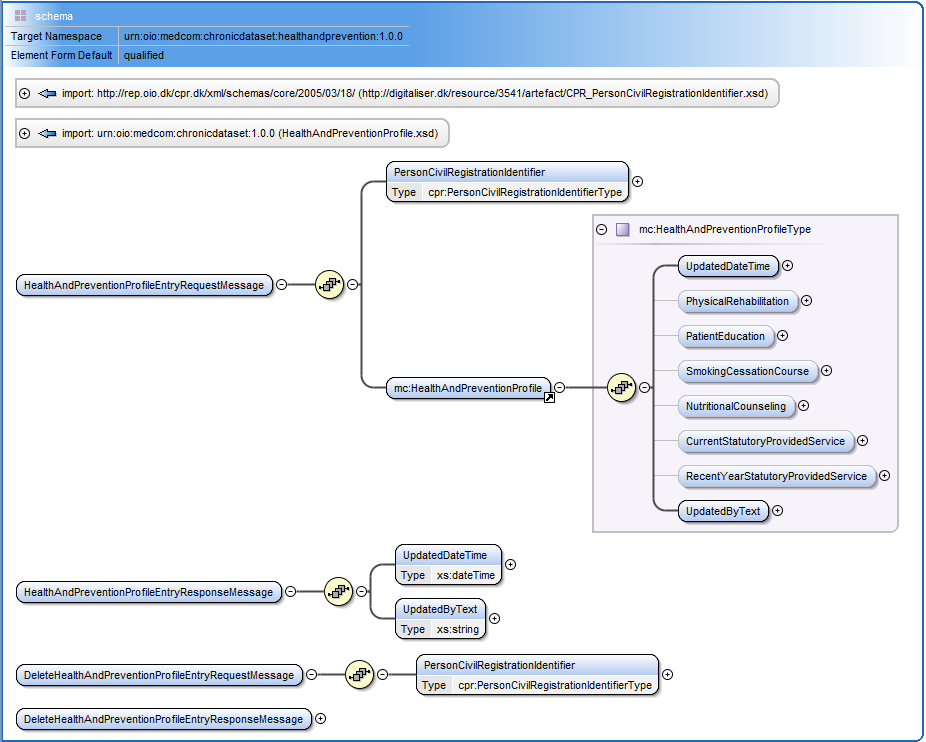 schema
Target Namespace urn:oio:medcom:chronicdataset:healthandprevention:1.0.0
Element Form Default qualified
import: http://rep.oio.dk/cpr.dk/xml/schemas/core/2005/03/18/ (http://digitaliser.dk/resource/3541/artefact/CPR_PersonCivilRegistrationIdentifier.xsd)
import: urn:oio:medcom:chronicdataset:1.0.0 (HealthAndPreventionProfile.xsd)
HealthAndPreventionProfileEntryRequestMessage
PersonCivilRegistrationIdentifier
Type cpr:PersonCivilRegistrationIdentifierType
mc:HealthAndPreventionProfile
mc:HealthAndPreventionProfileType
UpdatedDateTime
PhysicalRehabilitation
PatientEducation
SmokingCessationCourse
NutritionalCounseling
CurrentStatutoryProvidedService
RecentYearStatutoryProvidedService
UpdatedByText
HealthAndPreventionProfileEntryResponseMessage
UpdatedDateTime
Type xs:dateTime
UpdatedByText
Type xs:string
DeleteHealthAndPreventionProfileEntryRequestMessage
PersonCivilRegistrationIdentifier
Type cpr:PersonCivilRegistrationIdentifierType
DeleteHealthAndPreventionProfileEntryResponseMessage